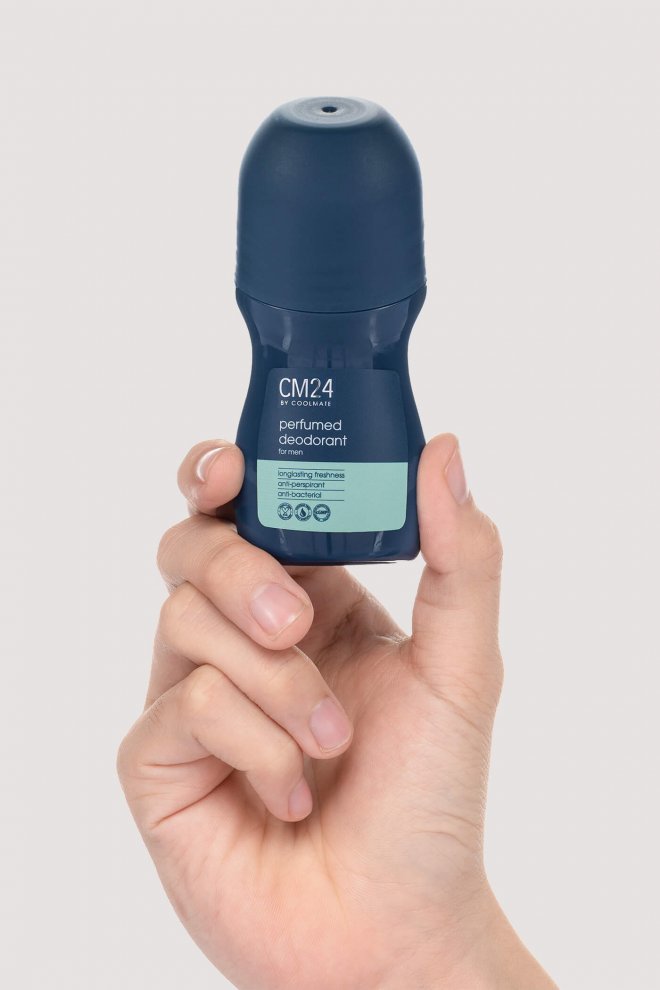 CM24
BY COOLMATE
perfumed
deodorant
for men
longlasting freshness
anti-perspirant
anti-bacterial